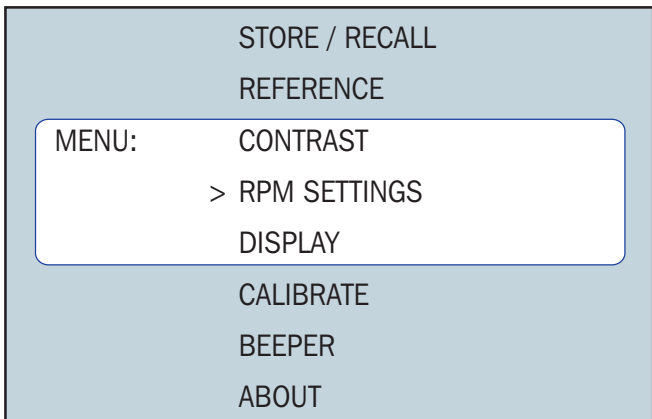 STORE / RECALL
REFERENCE
MENU: CONTRAST
> RPM SETTINGS
DISPLAY
CALIBRATE
BEEPER
ABOUT